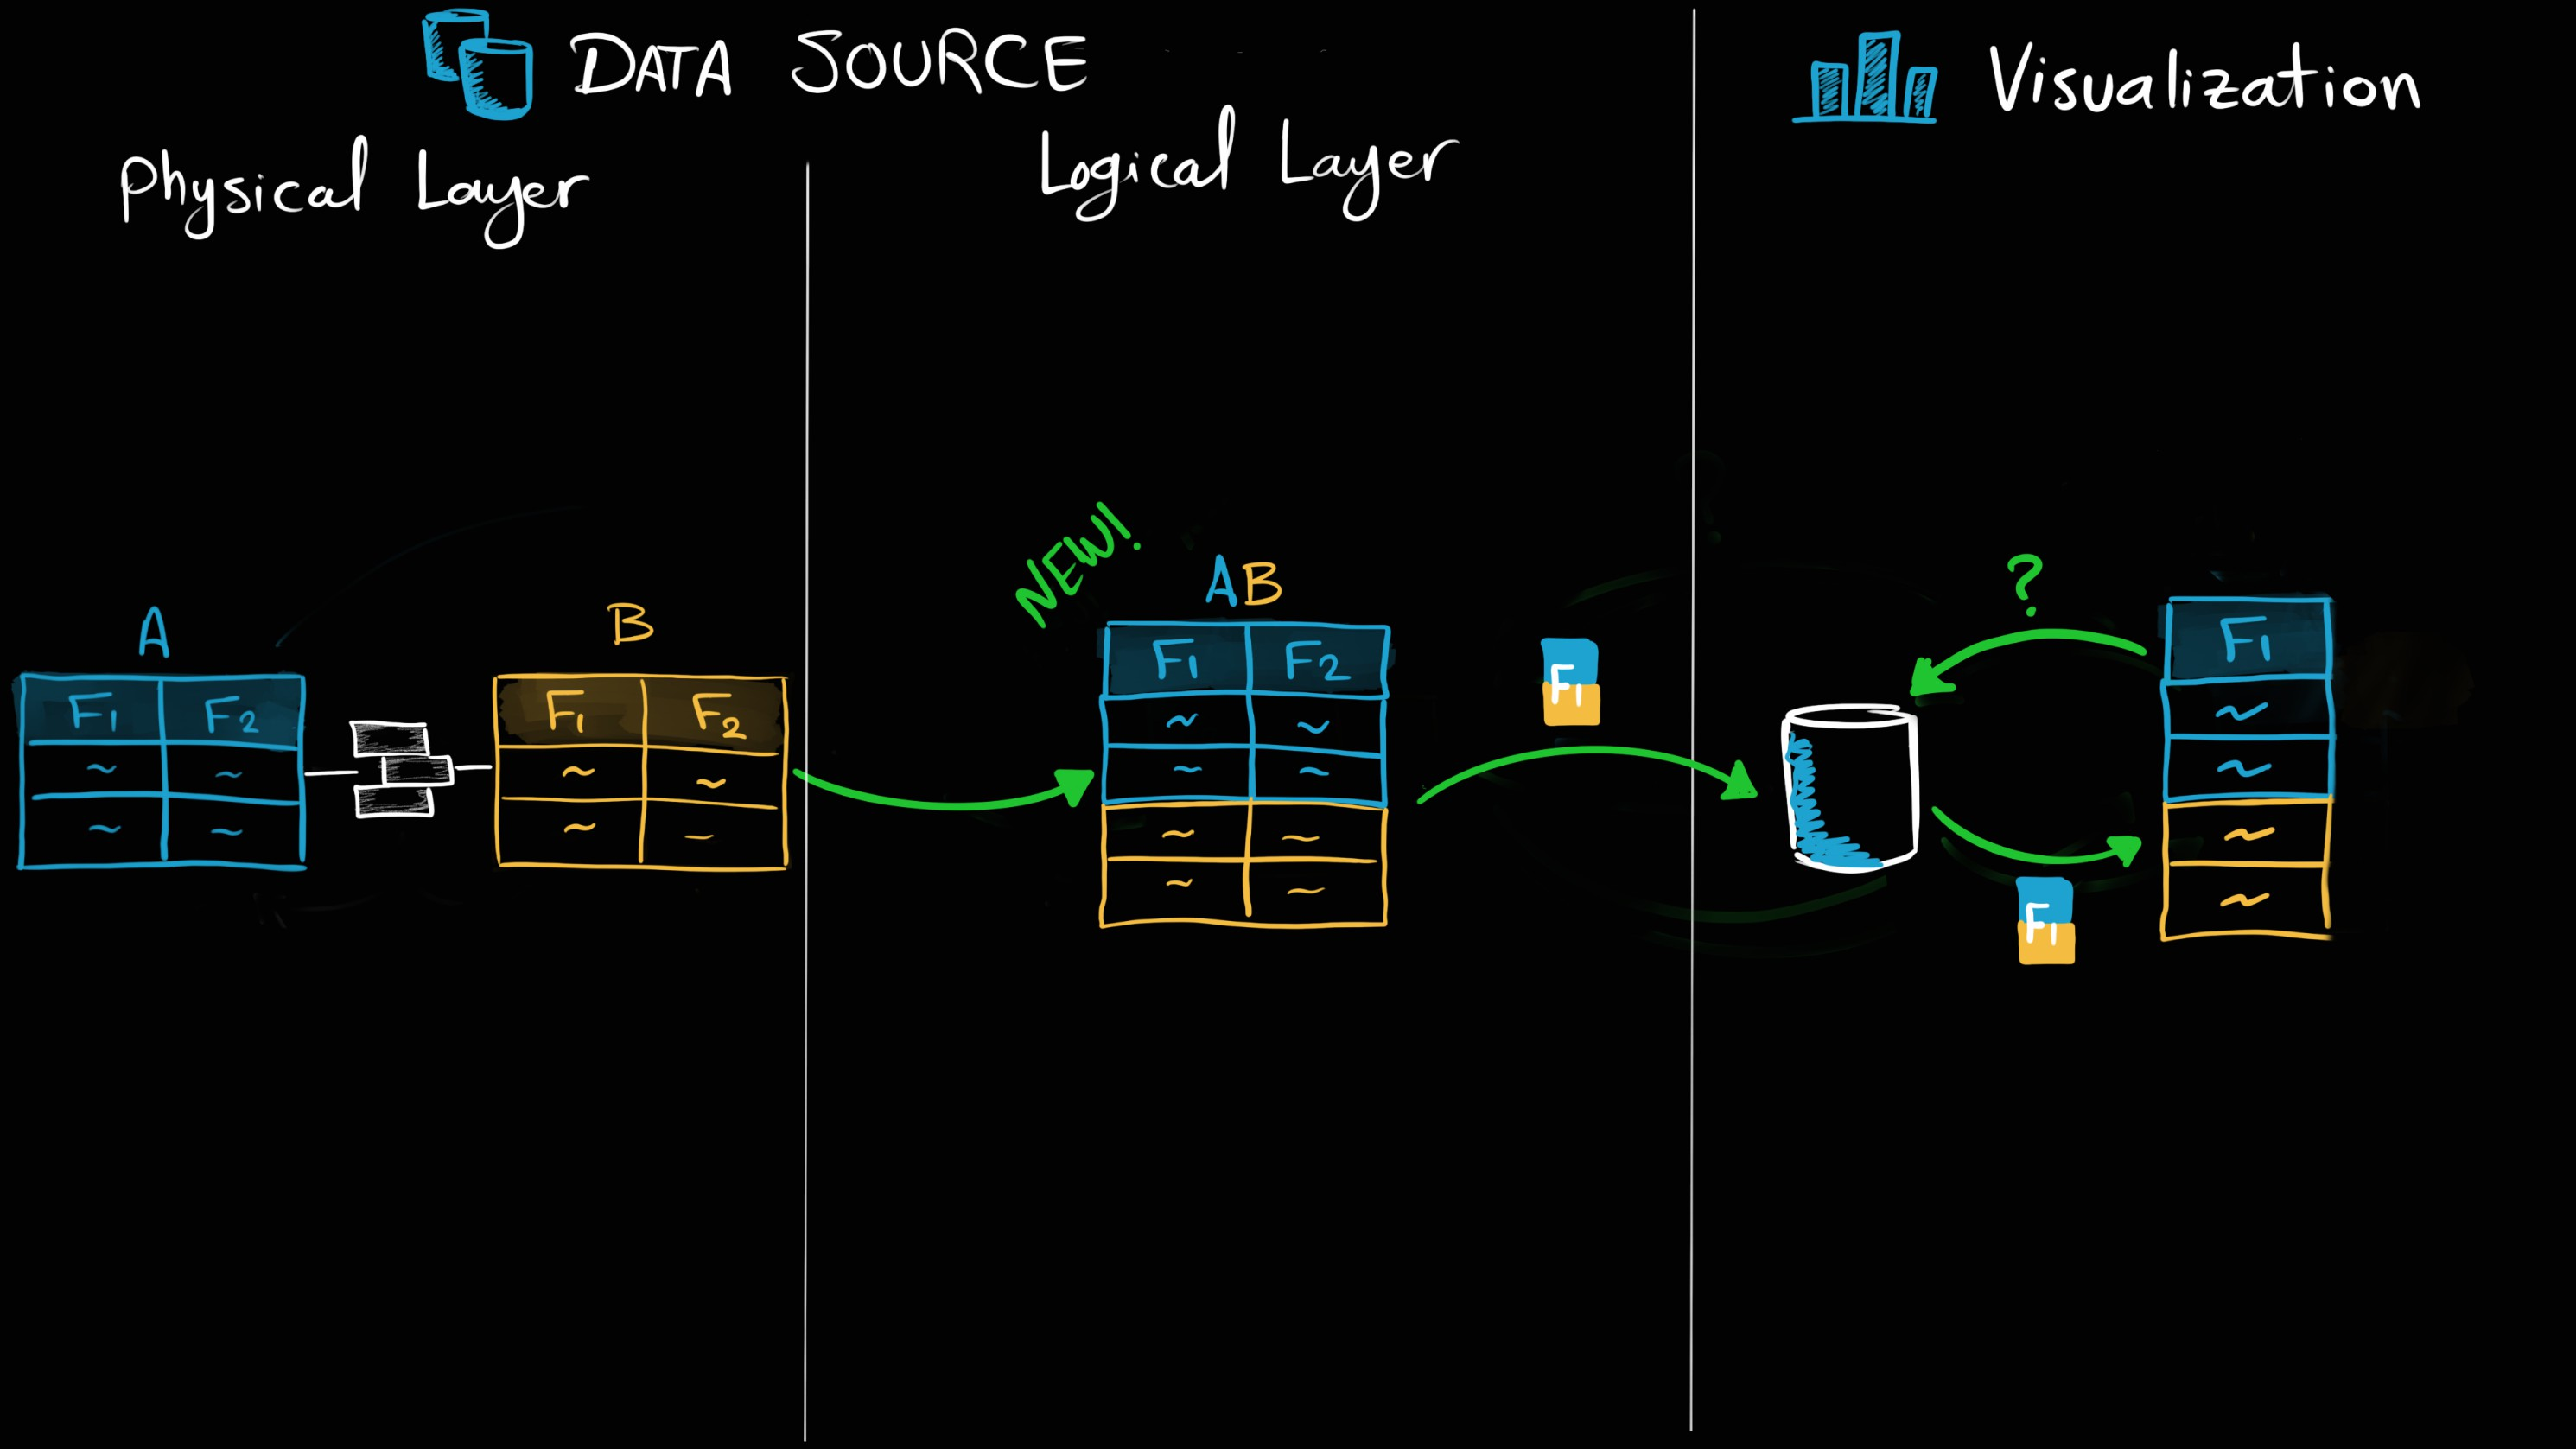 DATA SOURCE
Visualization
Physical Layer
Logical Layer
NEW!
A
B
AB
?
F1 F2
F1 F2
F1 F2
F1
F1
~ ~
~ ~
~ ~
~ –
~ ~
~ ~
~ ~
~ ~
~
~
~
~
F1